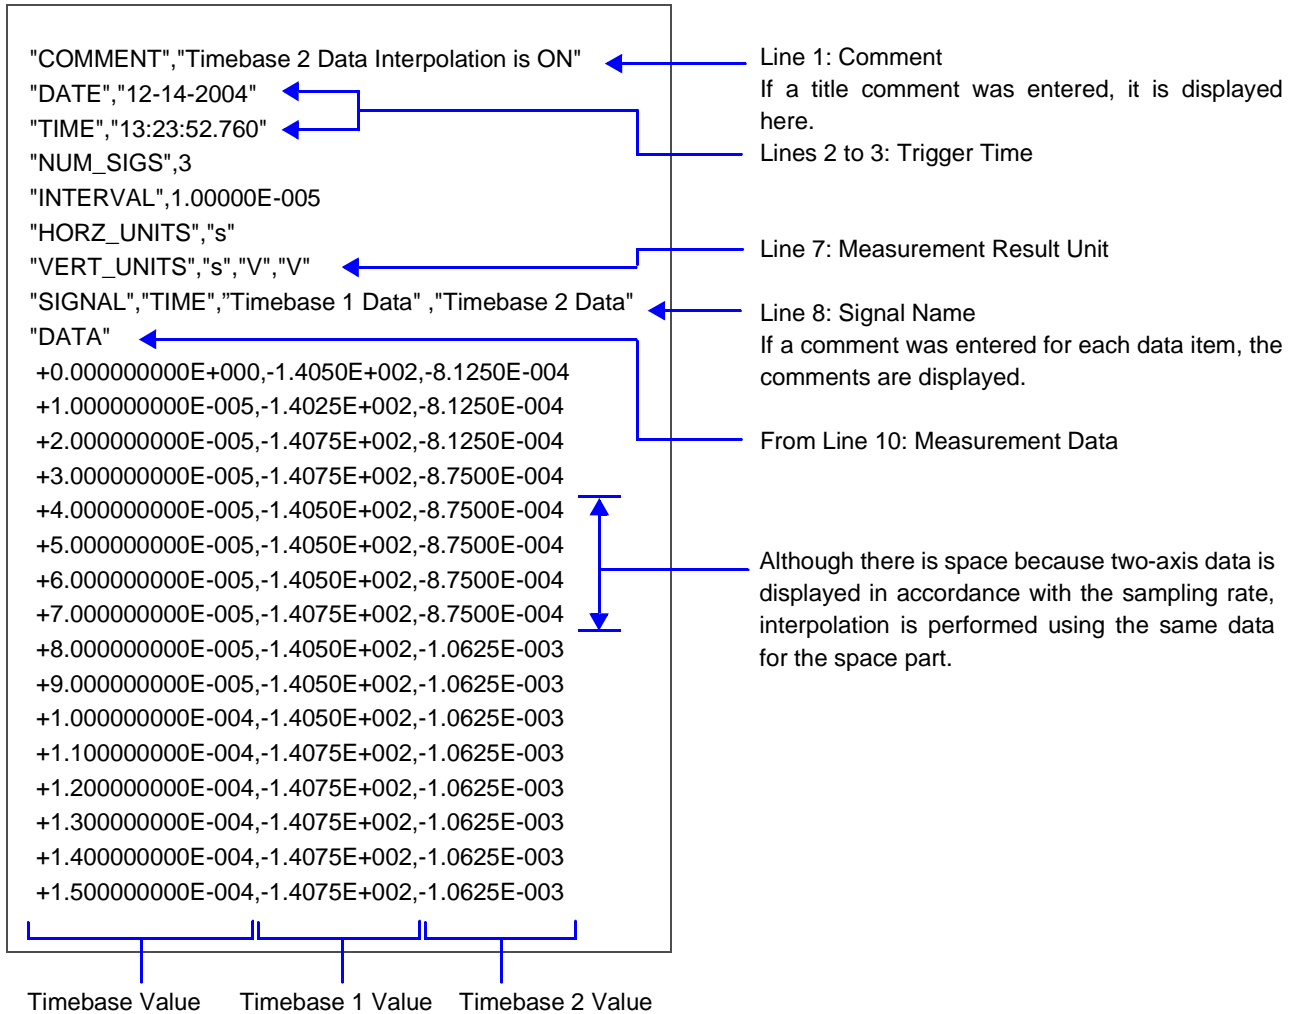 "COMMENT","Timebase 2 Data Interpolation is ON"
"DATE","12-14-2004"
"TIME","13:23:52.760"
"NUM_SIGS",3
"INTERVAL",1.00000E-005
"HORZ_UNITS","s"
"VERT_UNITS","s","V","V"
"SIGNAL","TIME",”Timebase 1 Data" ,"Timebase 2 Data"
"DATA"
+0.000000000E+000,-1.4050E+002,-8.1250E-004
+1.000000000E-005,-1.4025E+002,-8.1250E-004
+2.000000000E-005,-1.4075E+002,-8.1250E-004
+3.000000000E-005,-1.4075E+002,-8.7500E-004
+4.000000000E-005,-1.4050E+002,-8.7500E-004
+5.000000000E-005,-1.4050E+002,-8.7500E-004
+6.000000000E-005,-1.4050E+002,-8.7500E-004
+7.000000000E-005,-1.4075E+002,-8.7500E-004
+8.000000000E-005,-1.4050E+002,-1.0625E-003
+9.000000000E-005,-1.4050E+002,-1.0625E-003
+1.000000000E-004,-1.4050E+002,-1.0625E-003
+1.100000000E-004,-1.4075E+002,-1.0625E-003
+1.200000000E-004,-1.4075E+002,-1.0625E-003
+1.300000000E-004,-1.4075E+002,-1.0625E-003
+1.400000000E-004,-1.4075E+002,-1.0625E-003
+1.500000000E-004,-1.4075E+002,-1.0625E-003
Timebase Value
Timebase 1 Value
Timebase 2 Value
Line 1: Comment
If a title comment was entered, it is displayed
here.
Lines 2 to 3: Trigger Time
Line 7: Measurement Result Unit
Line 8: Signal Name
If a comment was entered for each data item, the
comments are displayed.
From Line 10: Measurement Data
Although there is space because two-axis data is
displayed in accordance with the sampling rate,
interpolation is performed using the same data
for the space part.